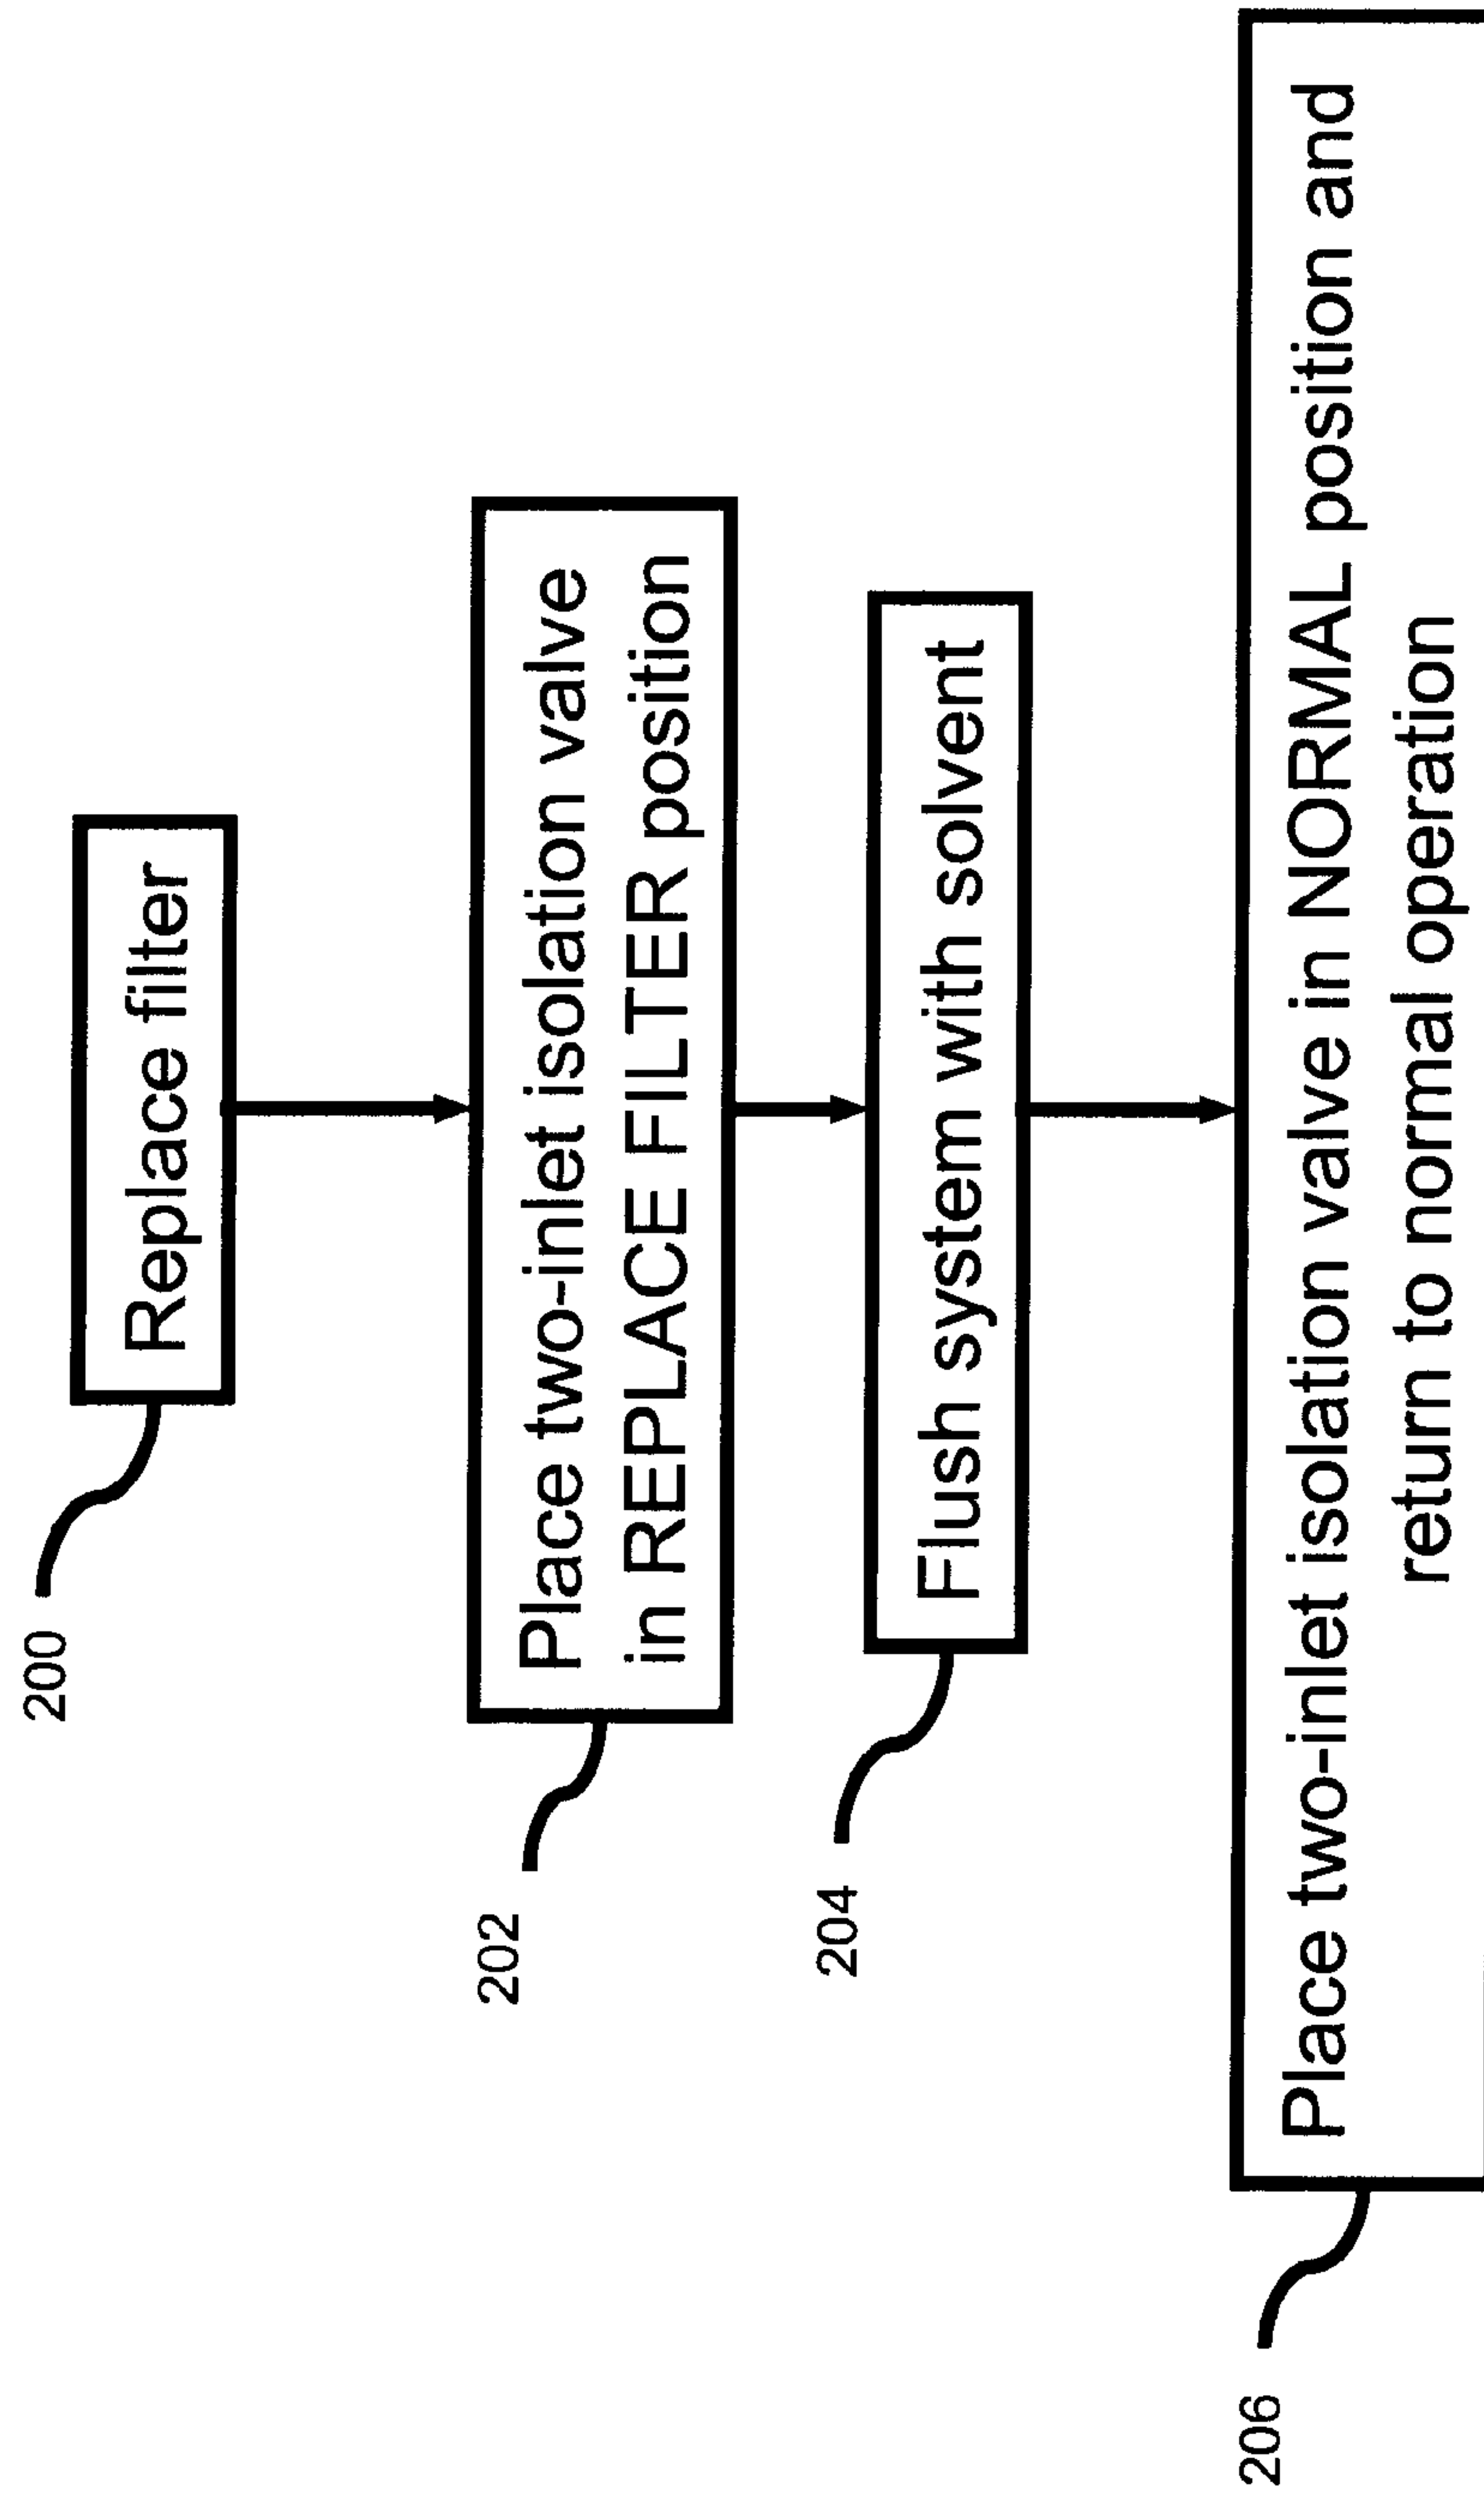 200
Replace filter
202
Place two-inlet isolation valve
in REPLACE FILTER position
204
Flush system with solvent
206
Place two-inlet isolation valve in NORMAL position and
return to normal operation